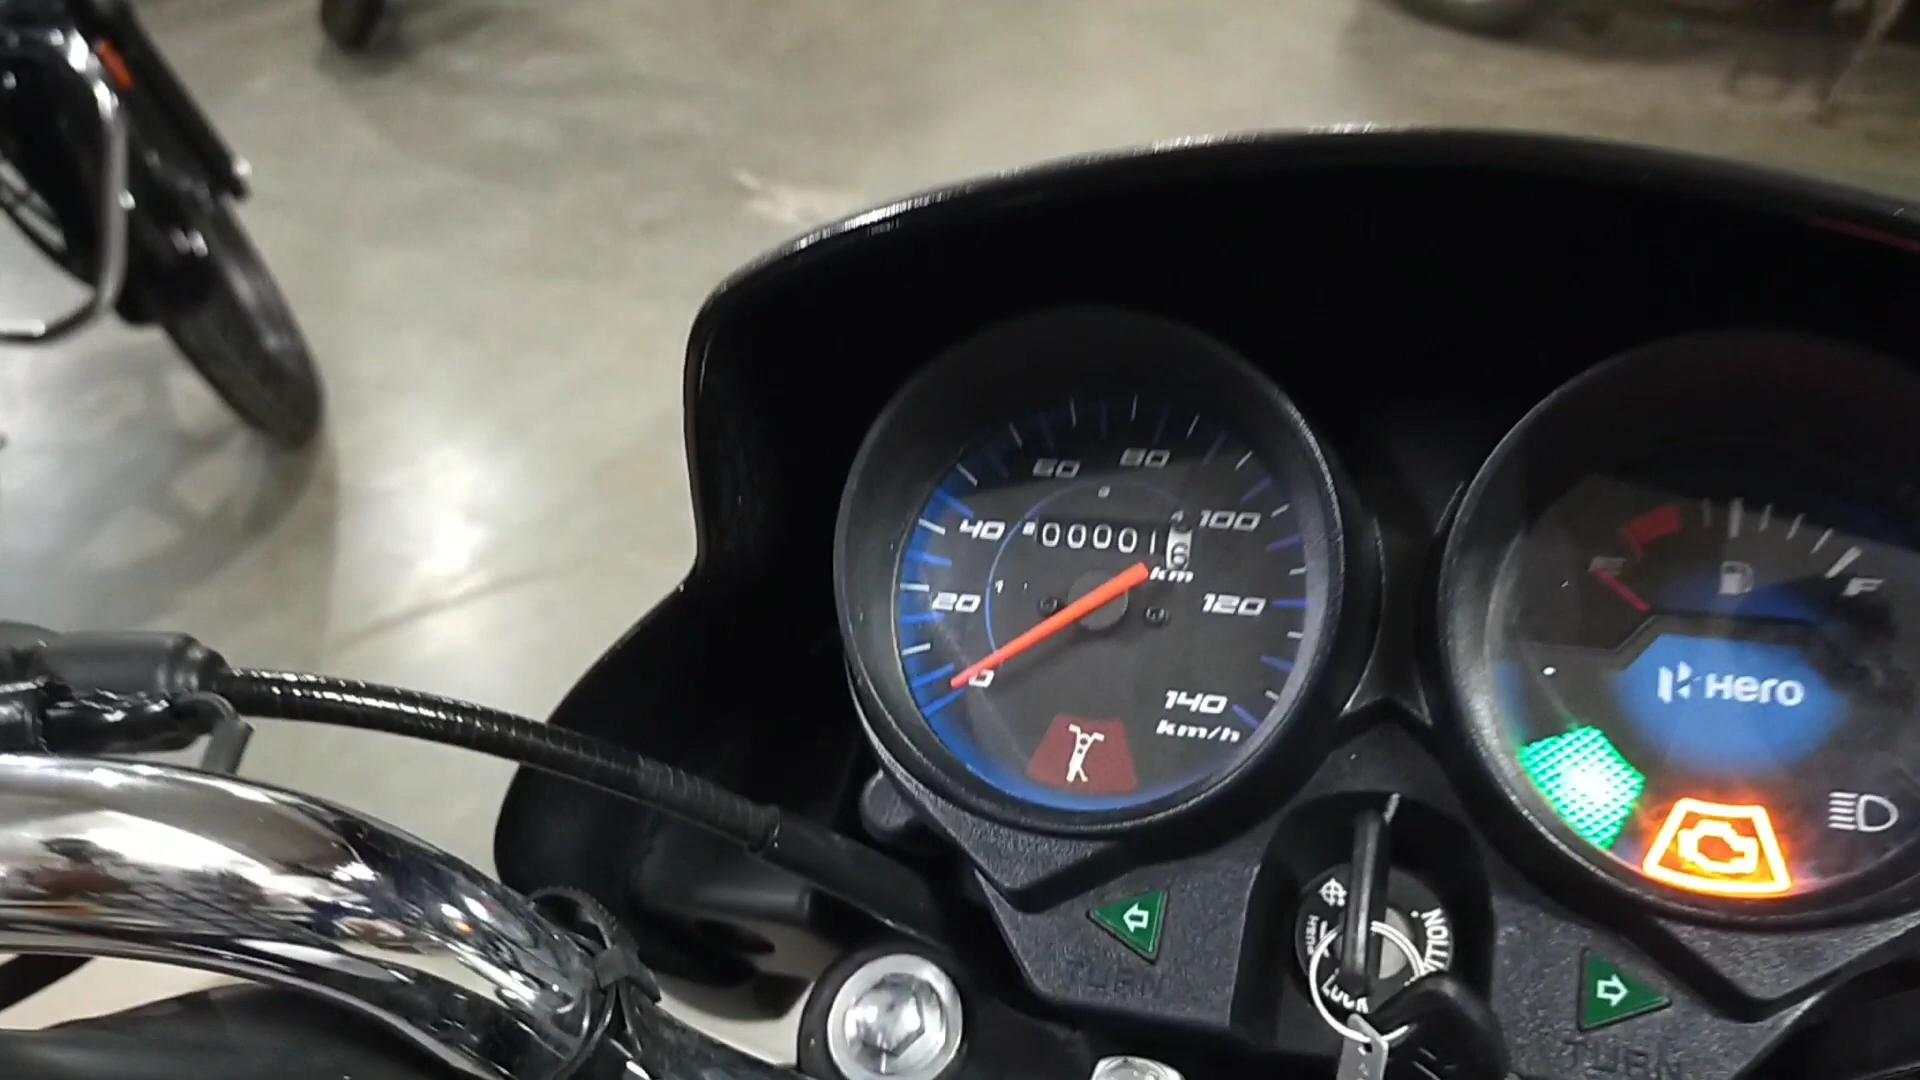 60 80
40 100
000016
km
20 120
0
140
km/h
E F
Hero
TURN
PUSH
LOCK
IGNITION
TURN